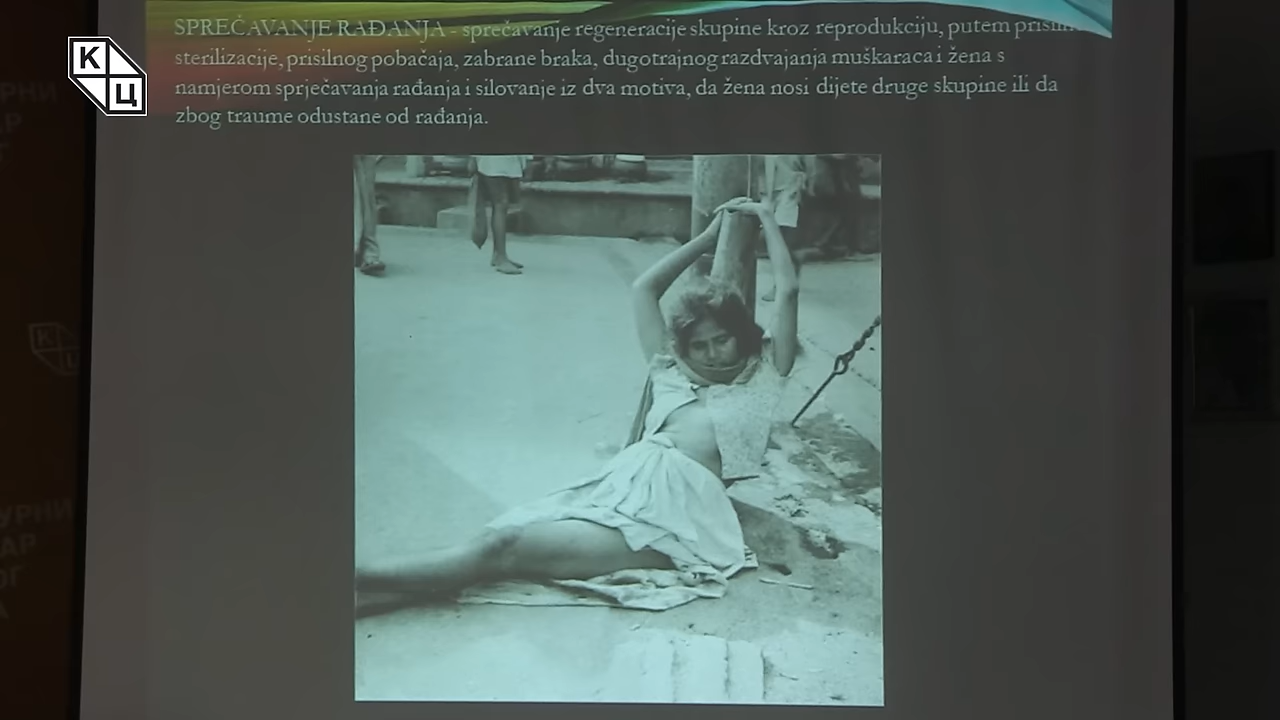 SPREČAVANJE RAĐANJA - sprečavanje regeneracije skupine kroz reprodukciju, putem
sterilizacije, prisilnog pobačaja, zabrane braka, dugotrajnog razdvajanja muškaraca i žena s
namjerom sprječavanja rađanja i silovanje iz dva motiva, da žena nosi dijete druge skupine ili da
zbog traume odustane od rađanja.
К
Ц